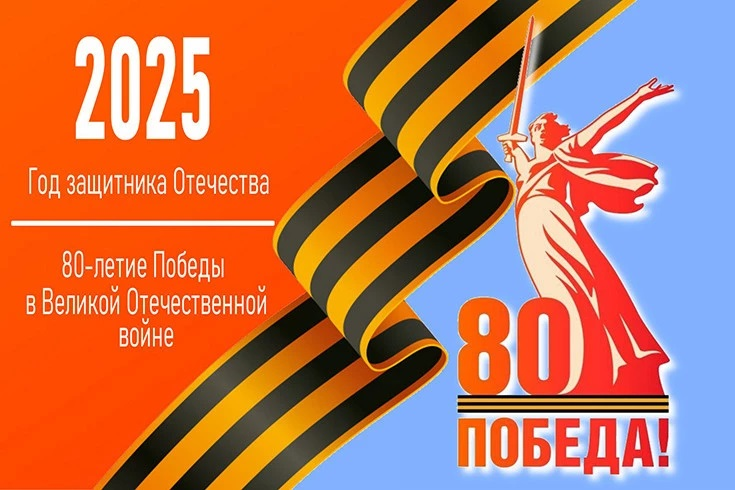 2025
Год защитника Отечества
80-летие Победы
в Великой Отечественной
войне
80
ПОБЕДА!